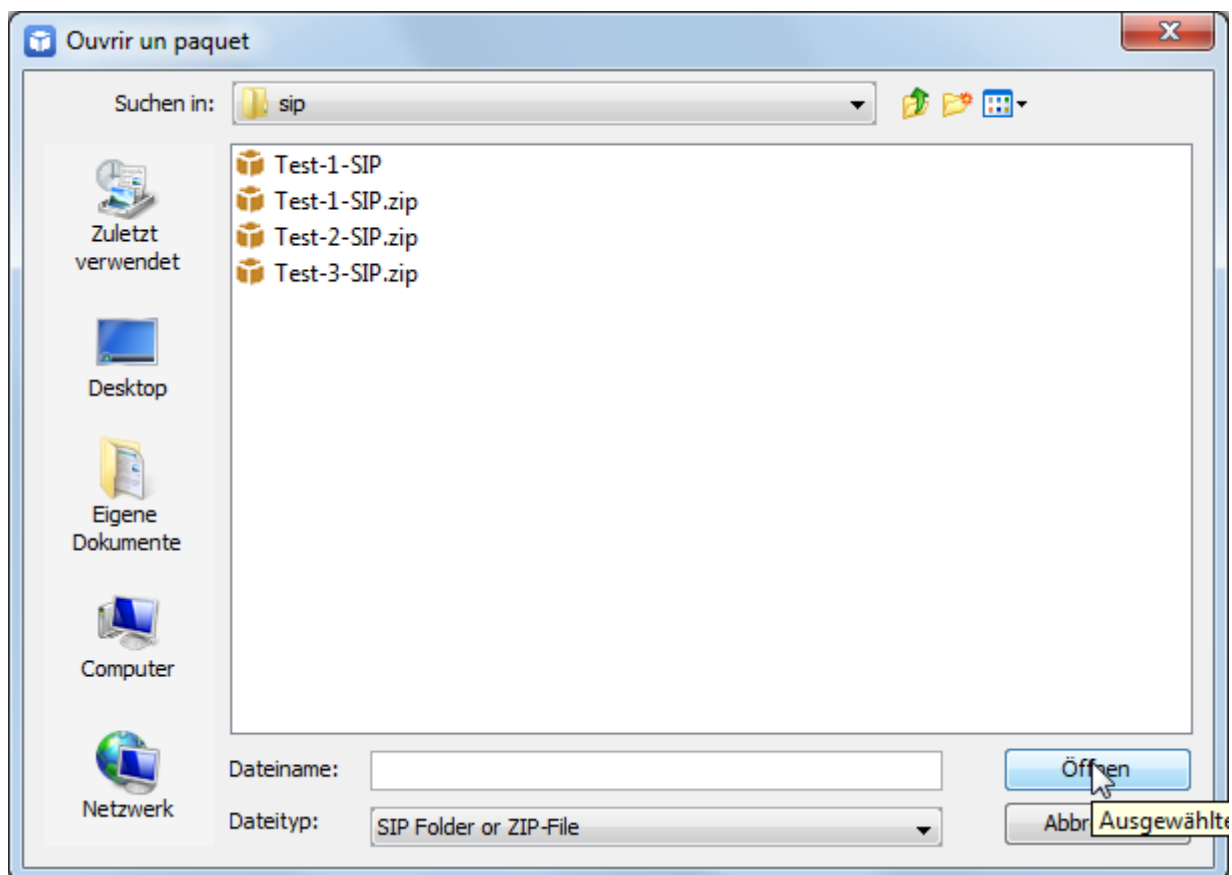 Ouvrir un paquet
Suchen in:
sip
Test-1-SIP
Test-1-SIP.zip
Test-2-SIP.zip
Test-3-SIP.zip
Zuletzt
verwendet
Desktop
Eigene
Dokumente
Computer
Netzwerk
Dateiname:
Öffnen
Dateityp:
SIP Folder or ZIP-File
Abbr
Ausgewählte